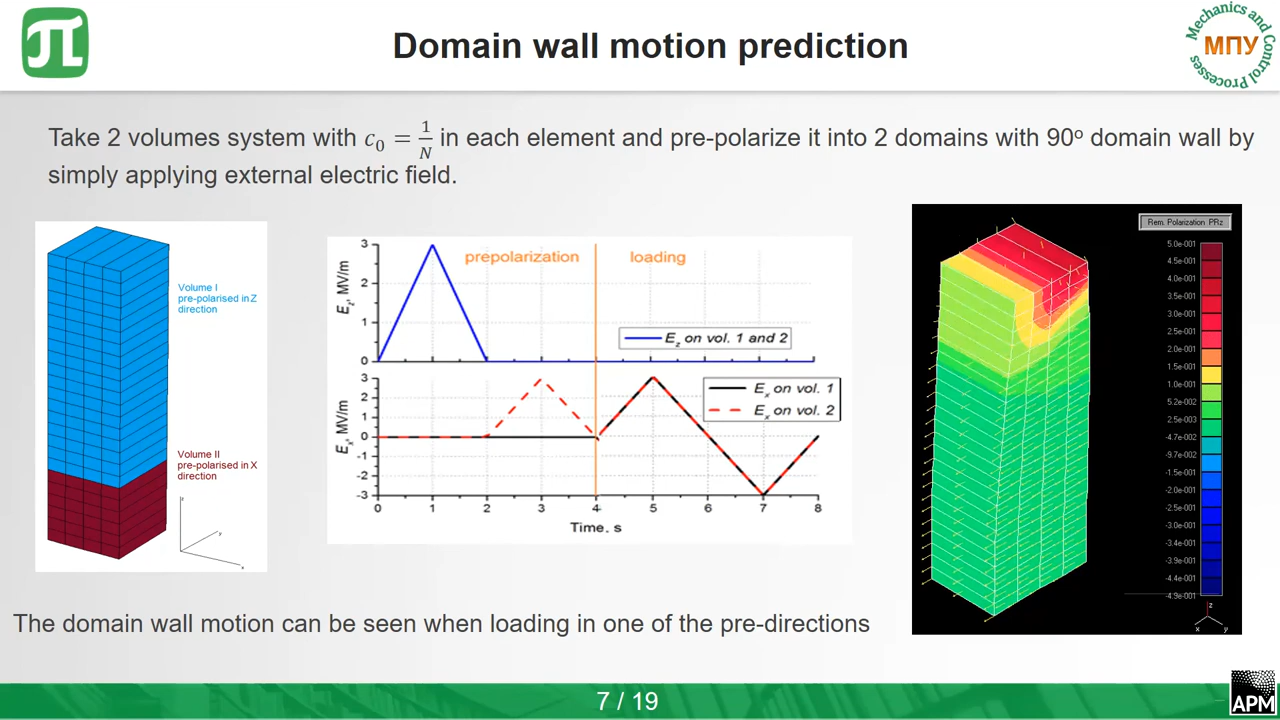 Domain wall motion prediction
Mechanics and
Control Processes
МПУ
Take 2 volumes system with c₀ = 1/N in each element and pre-polarize it into 2 domains with 90º domain wall by
simply applying external electric field.
Volume I
pre-polarised in Z
direction
Volume II
pre-polarised in X
direction
z
y
x
prepolarization
loading
E_z, MV/m
3
2
1
0
E_z on vol. 1 and 2
E_x, MV/m
3
2
1
0
-1
-2
-3
E_x on vol. 1
E_x on vol. 2
0 1 2 3 4 5 6 7 8
Time, s
Rem. Polarization PRz
5.0e-001
4.5e-001
4.0e-001
3.5e-001
3.0e-001
2.5e-001
2.0e-001
1.5e-001
1.0e-001
5.2e-002
2.5e-003
-4.7e-002
-9.7e-002
-1.5e-001
-2.0e-001
-2.5e-001
-3.0e-001
-3.4e-001
-3.9e-001
-4.4e-001
-4.9e-001
z
x y
The domain wall motion can be seen when loading in one of the pre-directions
7 / 19
APM